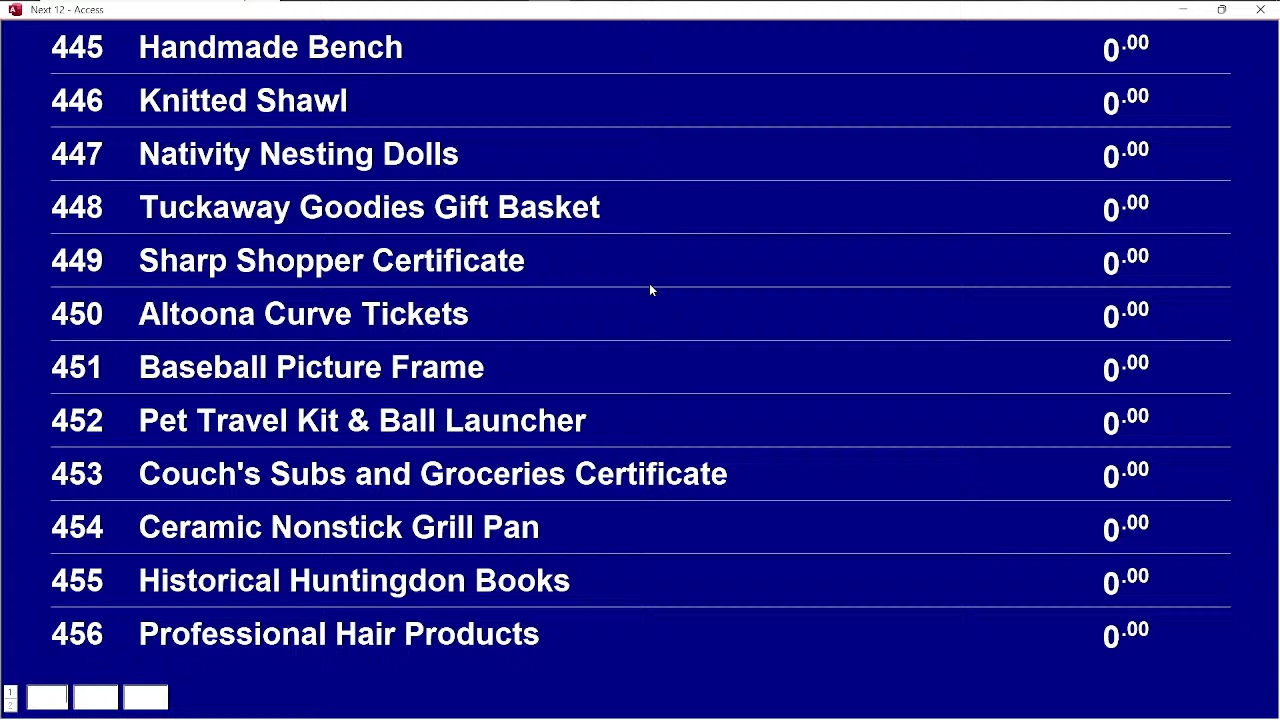 Next 12 - Access
445 Handmade Bench 0.00
446 Knitted Shawl 0.00
447 Nativity Nesting Dolls 0.00
448 Tuckaway Goodies Gift Basket 0.00
449 Sharp Shopper Certificate 0.00
450 Altoona Curve Tickets 0.00
451 Baseball Picture Frame 0.00
452 Pet Travel Kit & Ball Launcher 0.00
453 Couch's Subs and Groceries Certificate 0.00
454 Ceramic Nonstick Grill Pan 0.00
455 Historical Huntingdon Books 0.00
456 Professional Hair Products 0.00
1
2